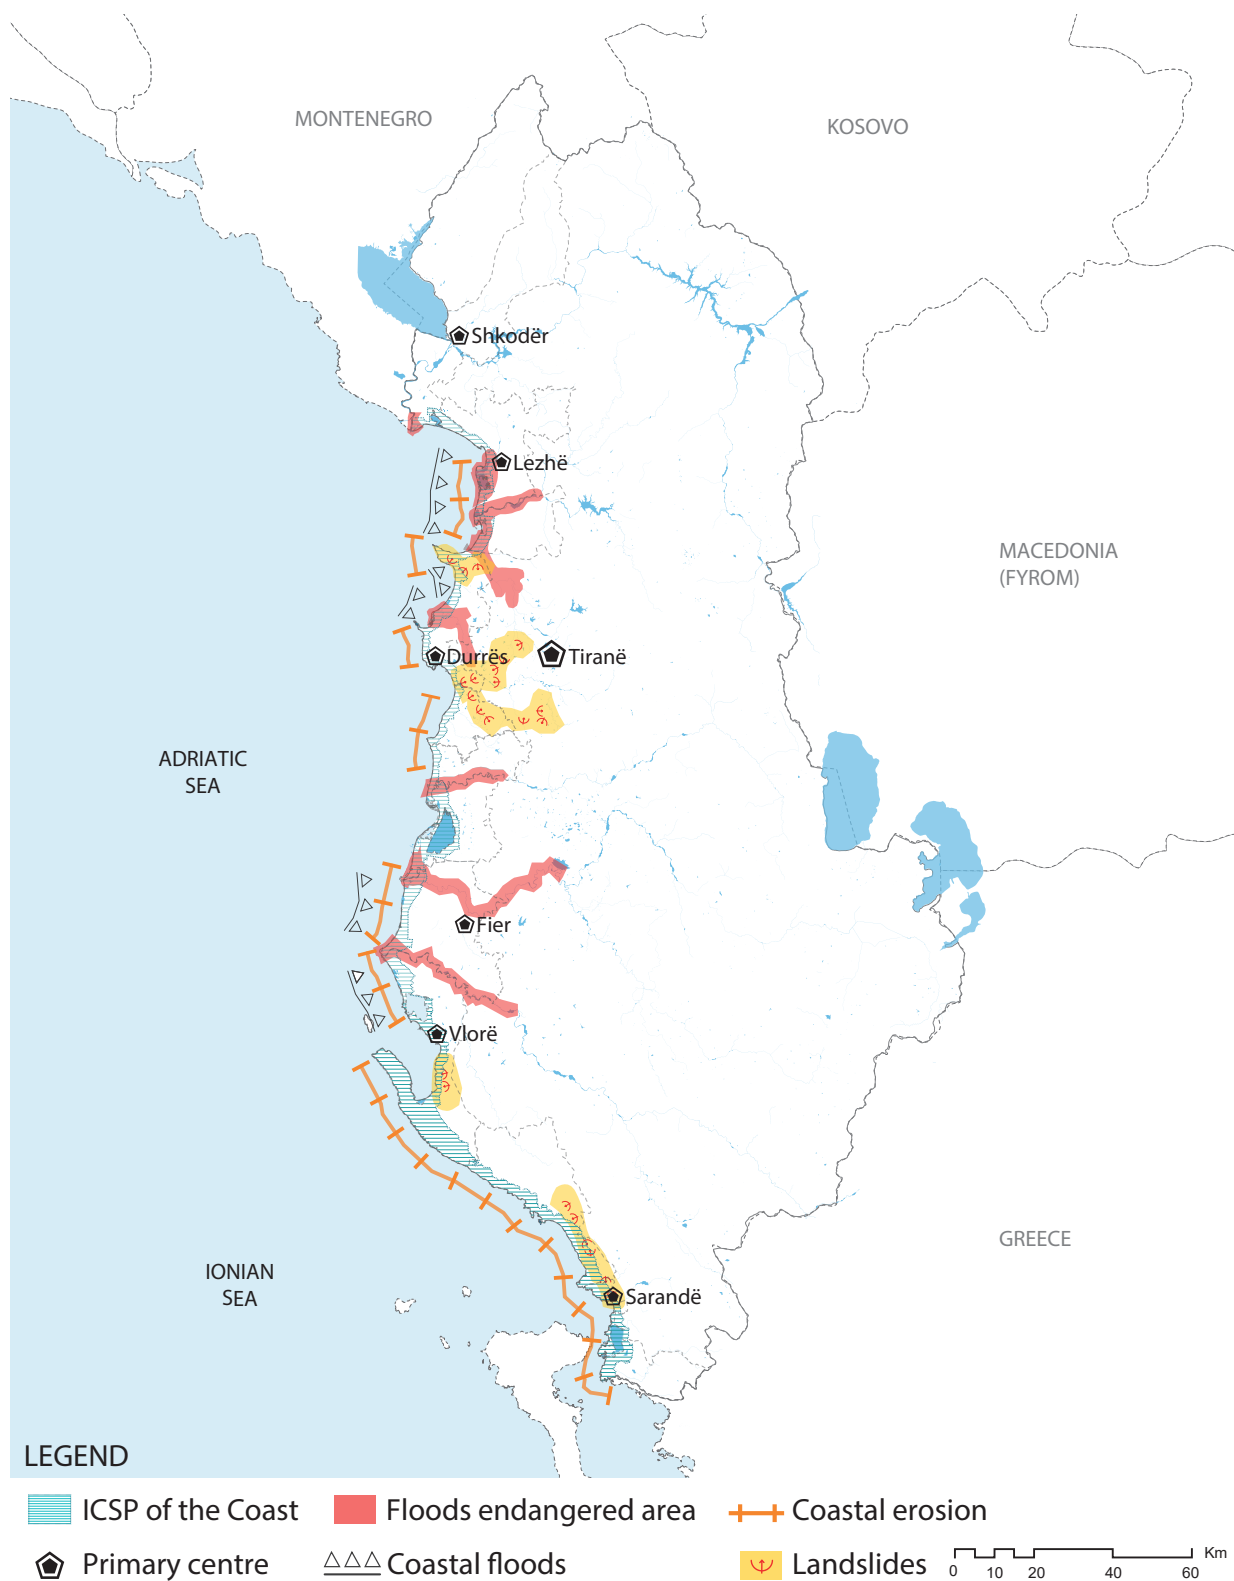 MONTENEGRO
KOSOVO
Shkodër
Lezhë
MACEDONIA
(FYROM)
Durrës
Tiranë
ADRIATIC
SEA
Fier
Vlorë
GREECE
IONIAN
SEA
Sarandë
LEGEND
ICSP of the Coast
Floods endangered area
Coastal erosion
Primary centre
Coastal floods
Landslides
Km
0 10 20 40 60